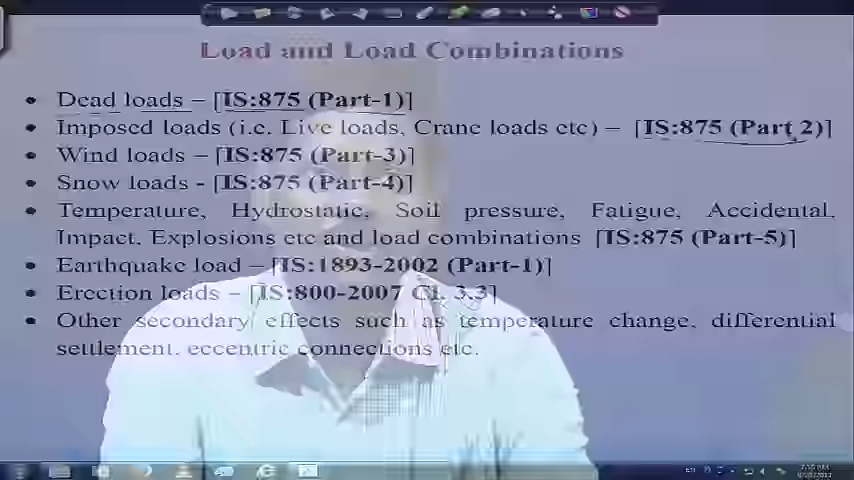 Load and Load Combinations
• Dead loads – [IS:875 (Part-1)]
• Imposed loads (i.e. Live loads, Crane loads etc) – [IS:875 (Part 2)]
• Wind loads – [IS:875 (Part-3)]
• Snow loads - [IS:875 (Part-4)]
• Temperature, Hydrostatic, Soil pressure, Fatigue, Accidental,
Impact, Explosions etc and load combinations [IS:875 (Part-5)]
• Earthquake load – [IS:1893-2002 (Part-1)]
• Erection loads – [IS:800-2007 Cl. 3.3]
• Other secondary effects such as temperature change, differential
settlement, eccentric connections etc.